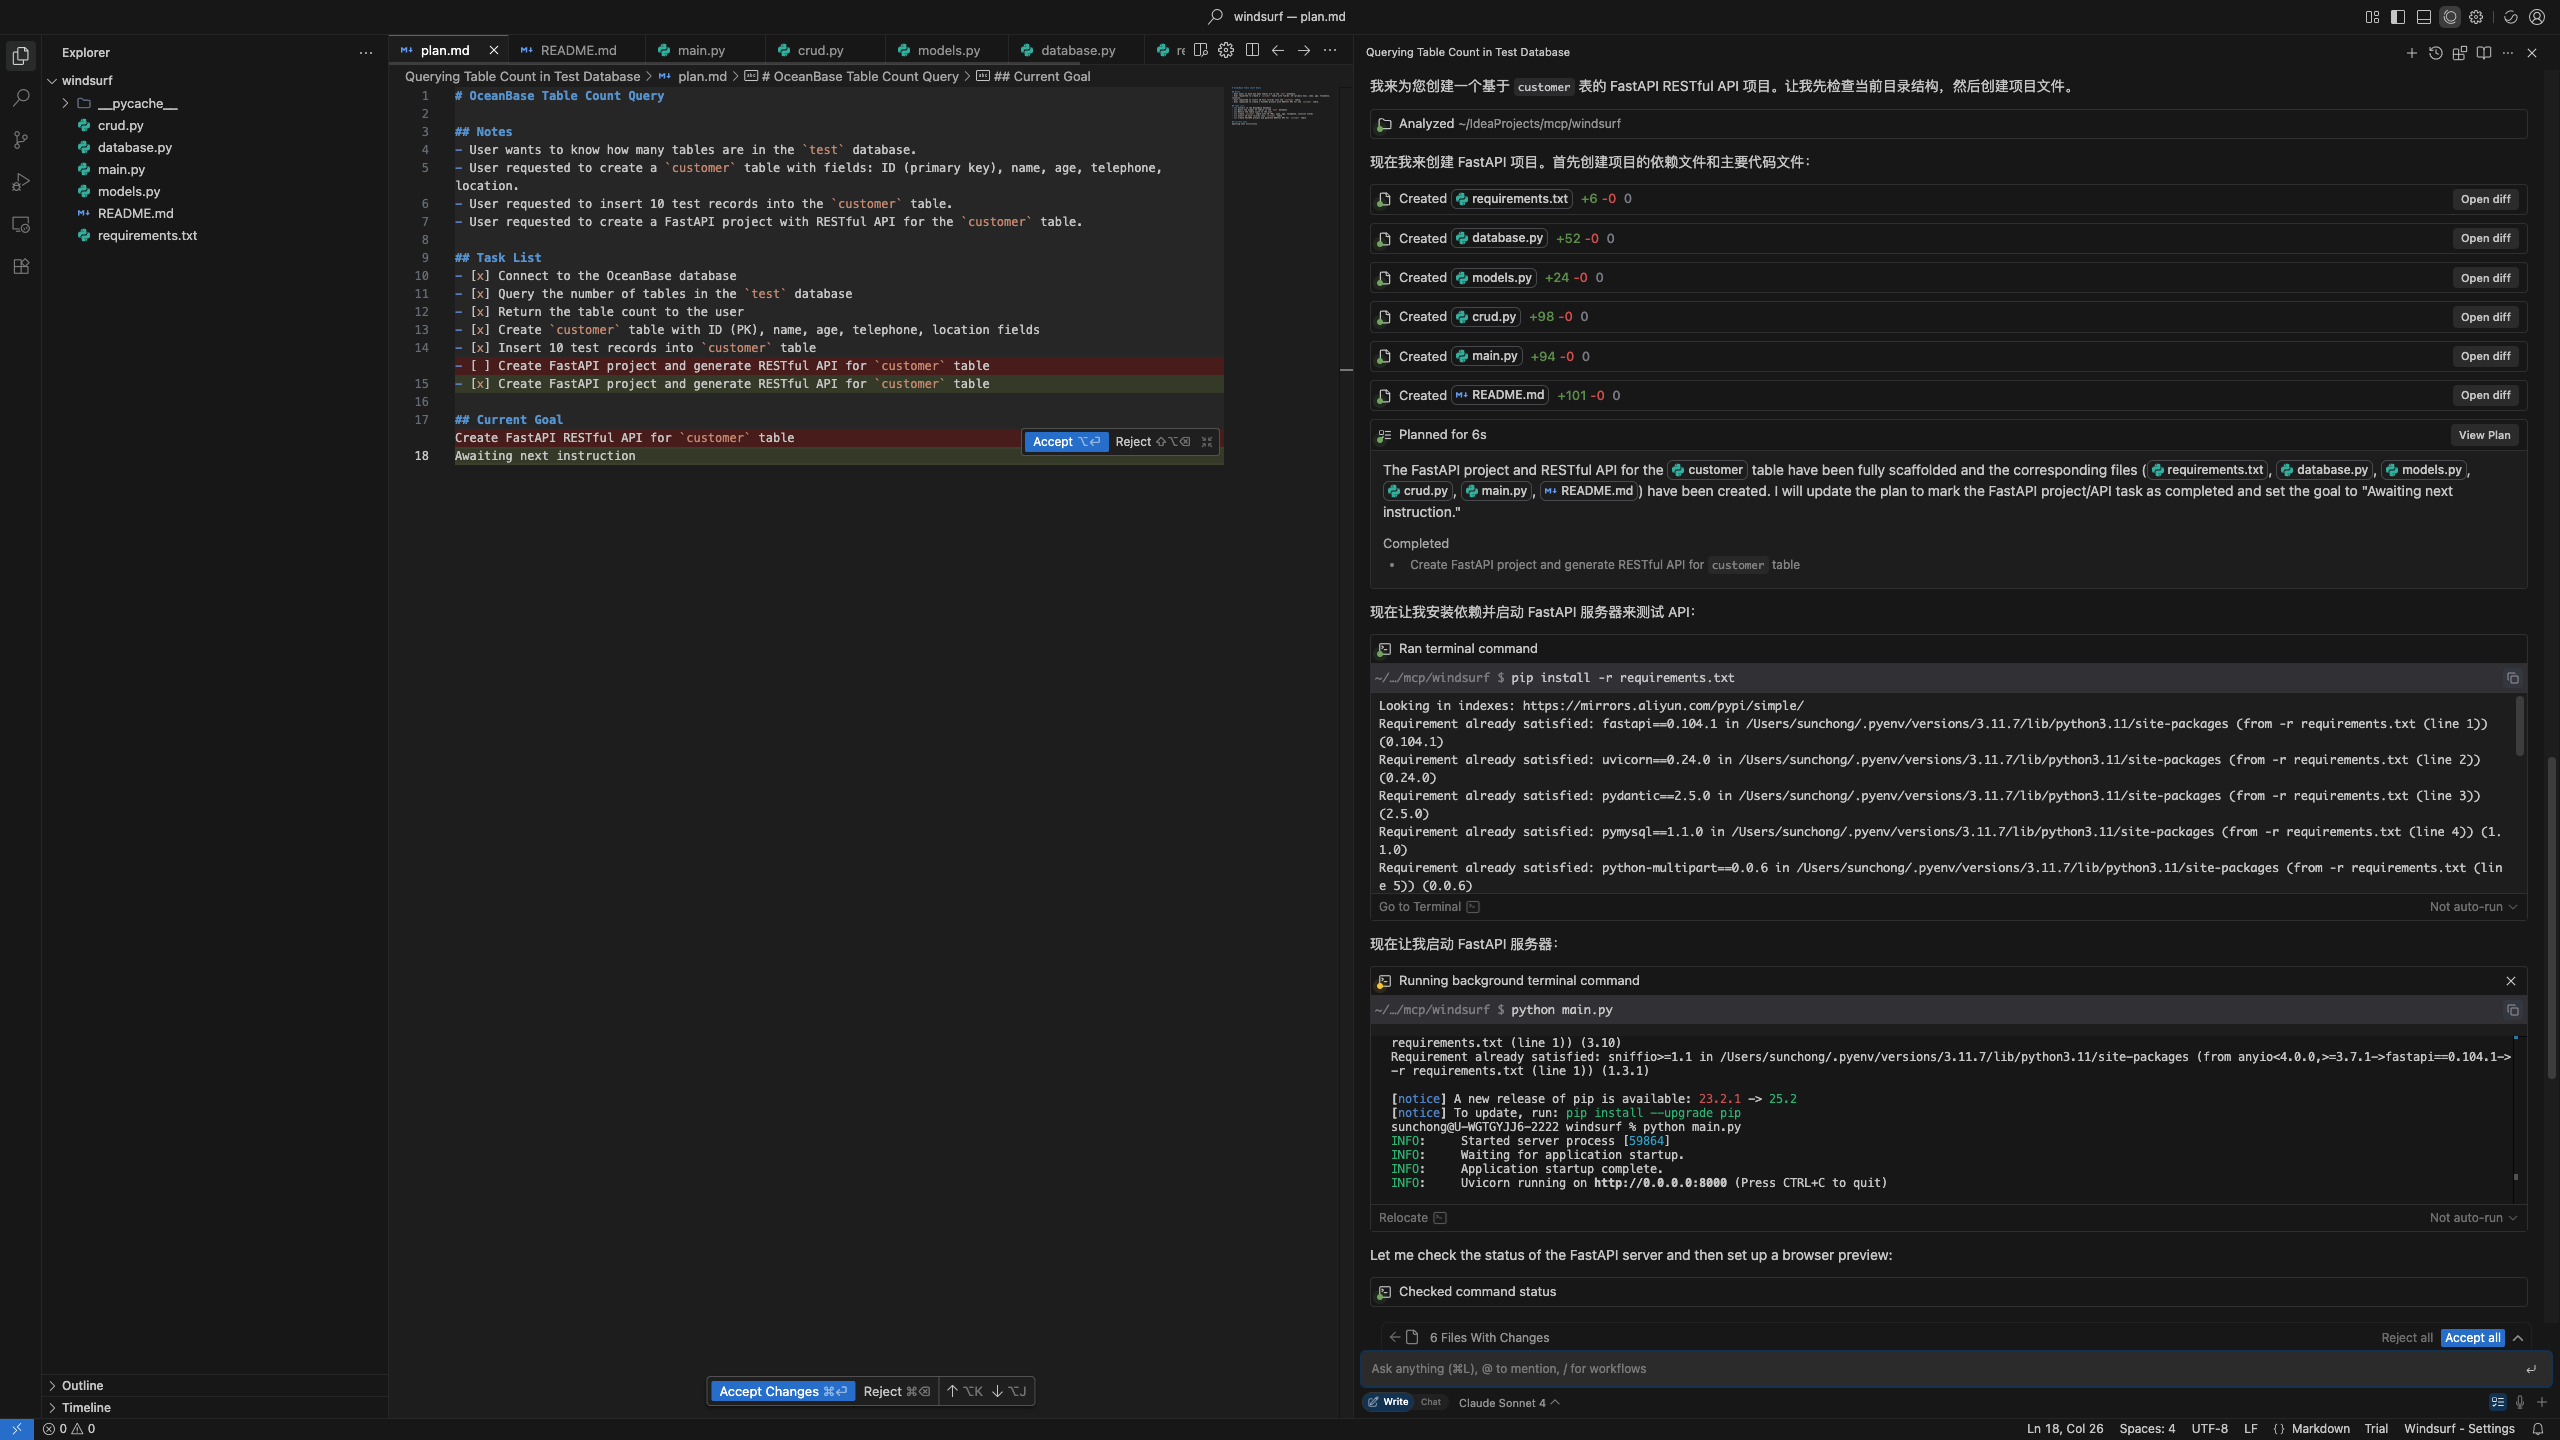 windsurf — plan.md
Explorer
windsurf
__pycache__
crud.py
database.py
main.py
models.py
README.md
requirements.txt
Outline
Timeline
plan.md
README.md
main.py
crud.py
models.py
database.py
Querying Table Count in Test Database > plan.md > # OceanBase Table Count Query > ## Current Goal
1 # OceanBase Table Count Query
2
3 ## Notes
4 - User wants to know how many tables are in the `test` database.
5 - User requested to create a `customer` table with fields: ID (primary key), name, age, telephone,
location.
6 - User requested to insert 10 test records into the `customer` table.
7 - User requested to create a FastAPI project with RESTful API for the `customer` table.
8
9 ## Task List
10 - [x] Connect to the OceanBase database
11 - [x] Query the number of tables in the `test` database
12 - [x] Return the table count to the user
13 - [x] Create `customer` table with ID (PK), name, age, telephone, location fields
14 - [x] Insert 10 test records into `customer` table
- [ ] Create FastAPI project and generate RESTful API for `customer` table
15 - [x] Create FastAPI project and generate RESTful API for `customer` table
16
17 ## Current Goal
Create FastAPI RESTful API for `customer` table
Accept ⌥⏎ Reject ⇧⌥⌫
18 Awaiting next instruction
Accept Changes ⌘⏎ Reject ⌘⌫ ↑ ⌥K ↓ ⌥J
Querying Table Count in Test Database
我来为您创建一个基于 customer 表的 FastAPI RESTful API 项目。让我先检查当前目录结构，然后创建项目文件。
Analyzed ~/IdeaProjects/mcp/windsurf
现在我来创建 FastAPI 项目。首先创建项目的依赖文件和主要代码文件：
Created requirements.txt +6 -0 0 Open diff
Created database.py +52 -0 0 Open diff
Created models.py +24 -0 0 Open diff
Created crud.py +98 -0 0 Open diff
Created main.py +94 -0 0 Open diff
Created README.md +101 -0 0 Open diff
Planned for 6s View Plan
The FastAPI project and RESTful API for the customer table have been fully scaffolded and the corresponding files (requirements.txt, database.py, models.py,
crud.py, main.py, README.md) have been created. I will update the plan to mark the FastAPI project/API task as completed and set the goal to "Awaiting next
instruction."
Completed
• Create FastAPI project and generate RESTful API for customer table
现在让我安装依赖并启动 FastAPI 服务器来测试 API：
Ran terminal command
~/…/mcp/windsurf $ pip install -r requirements.txt
Looking in indexes: https://mirrors.aliyun.com/pypi/simple/
Requirement already satisfied: fastapi==0.104.1 in /Users/sunchong/.pyenv/versions/3.11.7/lib/python3.11/site-packages (from -r requirements.txt (line 1))
(0.104.1)
Requirement already satisfied: uvicorn==0.24.0 in /Users/sunchong/.pyenv/versions/3.11.7/lib/python3.11/site-packages (from -r requirements.txt (line 2))
(0.24.0)
Requirement already satisfied: pydantic==2.5.0 in /Users/sunchong/.pyenv/versions/3.11.7/lib/python3.11/site-packages (from -r requirements.txt (line 3))
(2.5.0)
Requirement already satisfied: pymysql==1.1.0 in /Users/sunchong/.pyenv/versions/3.11.7/lib/python3.11/site-packages (from -r requirements.txt (line 4)) (1.
1.0)
Requirement already satisfied: python-multipart==0.0.6 in /Users/sunchong/.pyenv/versions/3.11.7/lib/python3.11/site-packages (from -r requirements.txt (lin
e 5)) (0.0.6)
Go to Terminal Not auto-run
现在让我启动 FastAPI 服务器：
Running background terminal command
~/…/mcp/windsurf $ python main.py
requirements.txt (line 1)) (3.10)
Requirement already satisfied: sniffio>=1.1 in /Users/sunchong/.pyenv/versions/3.11.7/lib/python3.11/site-packages (from anyio<4.0.0,>=3.7.1->fastapi==0.104.1->
-r requirements.txt (line 1)) (1.3.1)
[notice] A new release of pip is available: 23.2.1 -> 25.2
[notice] To update, run: pip install --upgrade pip
sunchong@U-WGTGYJJ6-2222 windsurf % python main.py
INFO: Started server process [59864]
INFO: Waiting for application startup.
INFO: Application startup complete.
INFO: Uvicorn running on http://0.0.0.0:8000 (Press CTRL+C to quit)
Relocate Not auto-run
Let me check the status of the FastAPI server and then set up a browser preview:
Checked command status
6 Files With Changes Reject all Accept all
Ask anything (⌘L), @ to mention, / for workflows
Write Chat Claude Sonnet 4
0 0
Ln 18, Col 26 Spaces: 4 UTF-8 LF {} Markdown Trial Windsurf - Settings